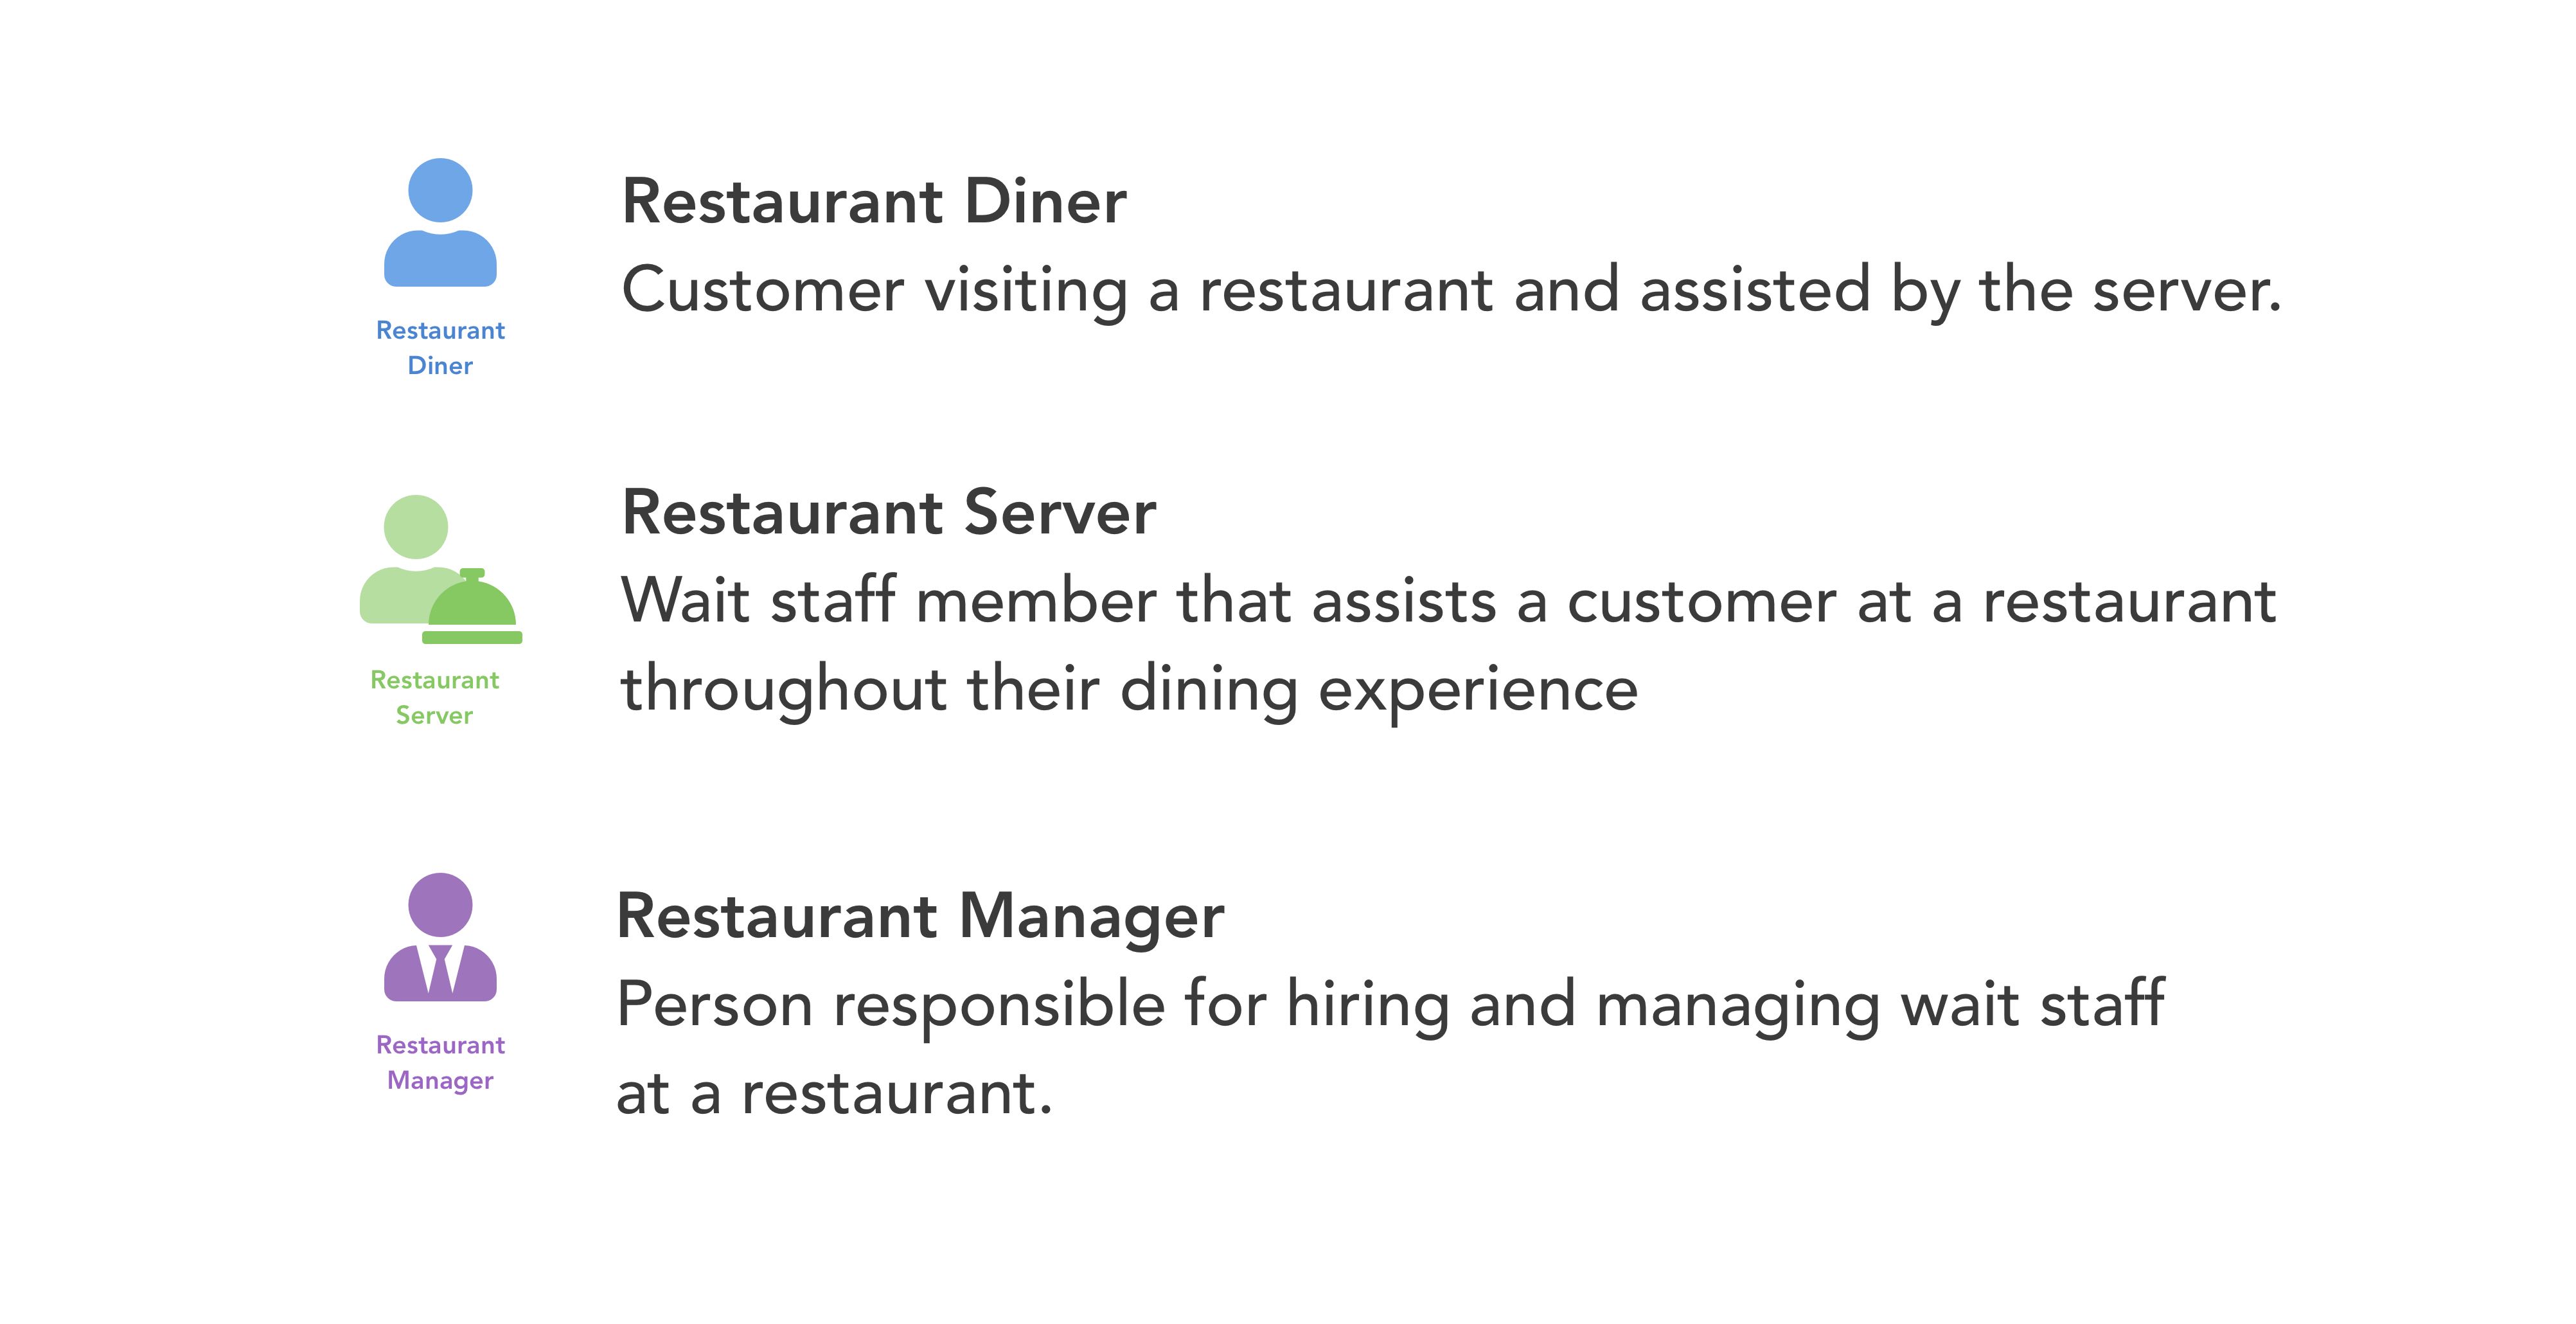 Restaurant
Diner
Restaurant Diner
Customer visiting a restaurant and assisted by the server.
Restaurant
Server
Restaurant Server
Wait staff member that assists a customer at a restaurant
throughout their dining experience
Restaurant
Manager
Restaurant Manager
Person responsible for hiring and managing wait staff
at a restaurant.